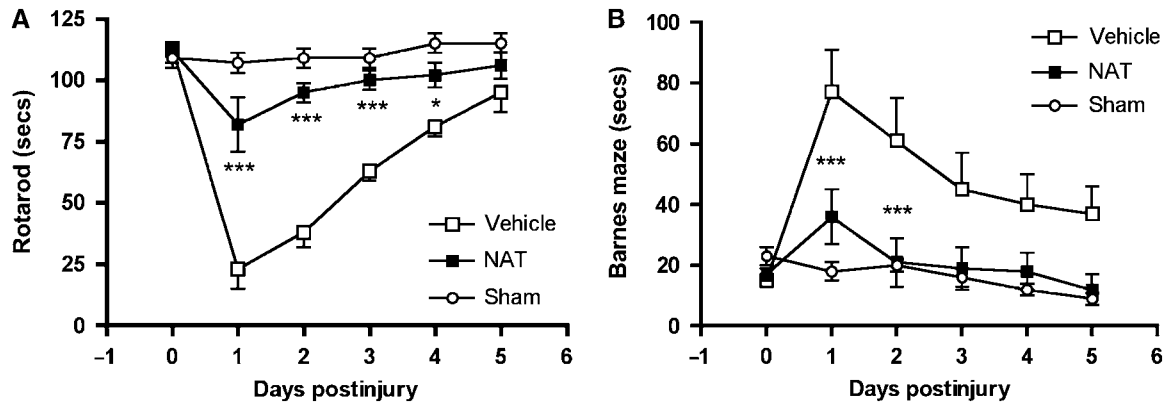 A
Rotarod (secs)
125
100
75
50
25
0
***
***
***
*
Vehicle
NAT
Sham
–1 0 1 2 3 4 5 6
Days postinjury
B
Barnes maze (secs)
100
80
60
40
20
0
***
***
Vehicle
NAT
Sham
–1 0 1 2 3 4 5 6
Days postinjury